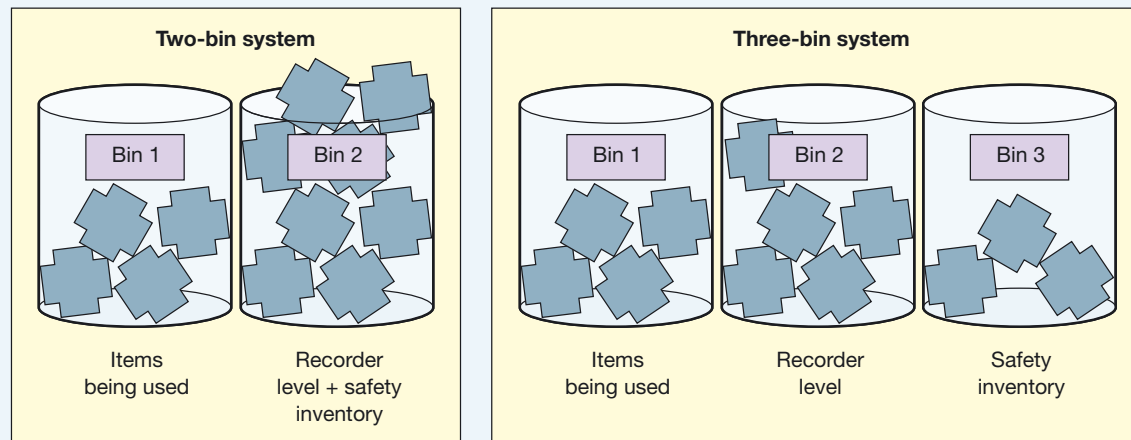 Two-bin system
Bin 1
Bin 2
Items
being used
Recorder
level + safety
inventory
Three-bin system
Bin 1
Bin 2
Bin 3
Items
being used
Recorder
level
Safety
inventory